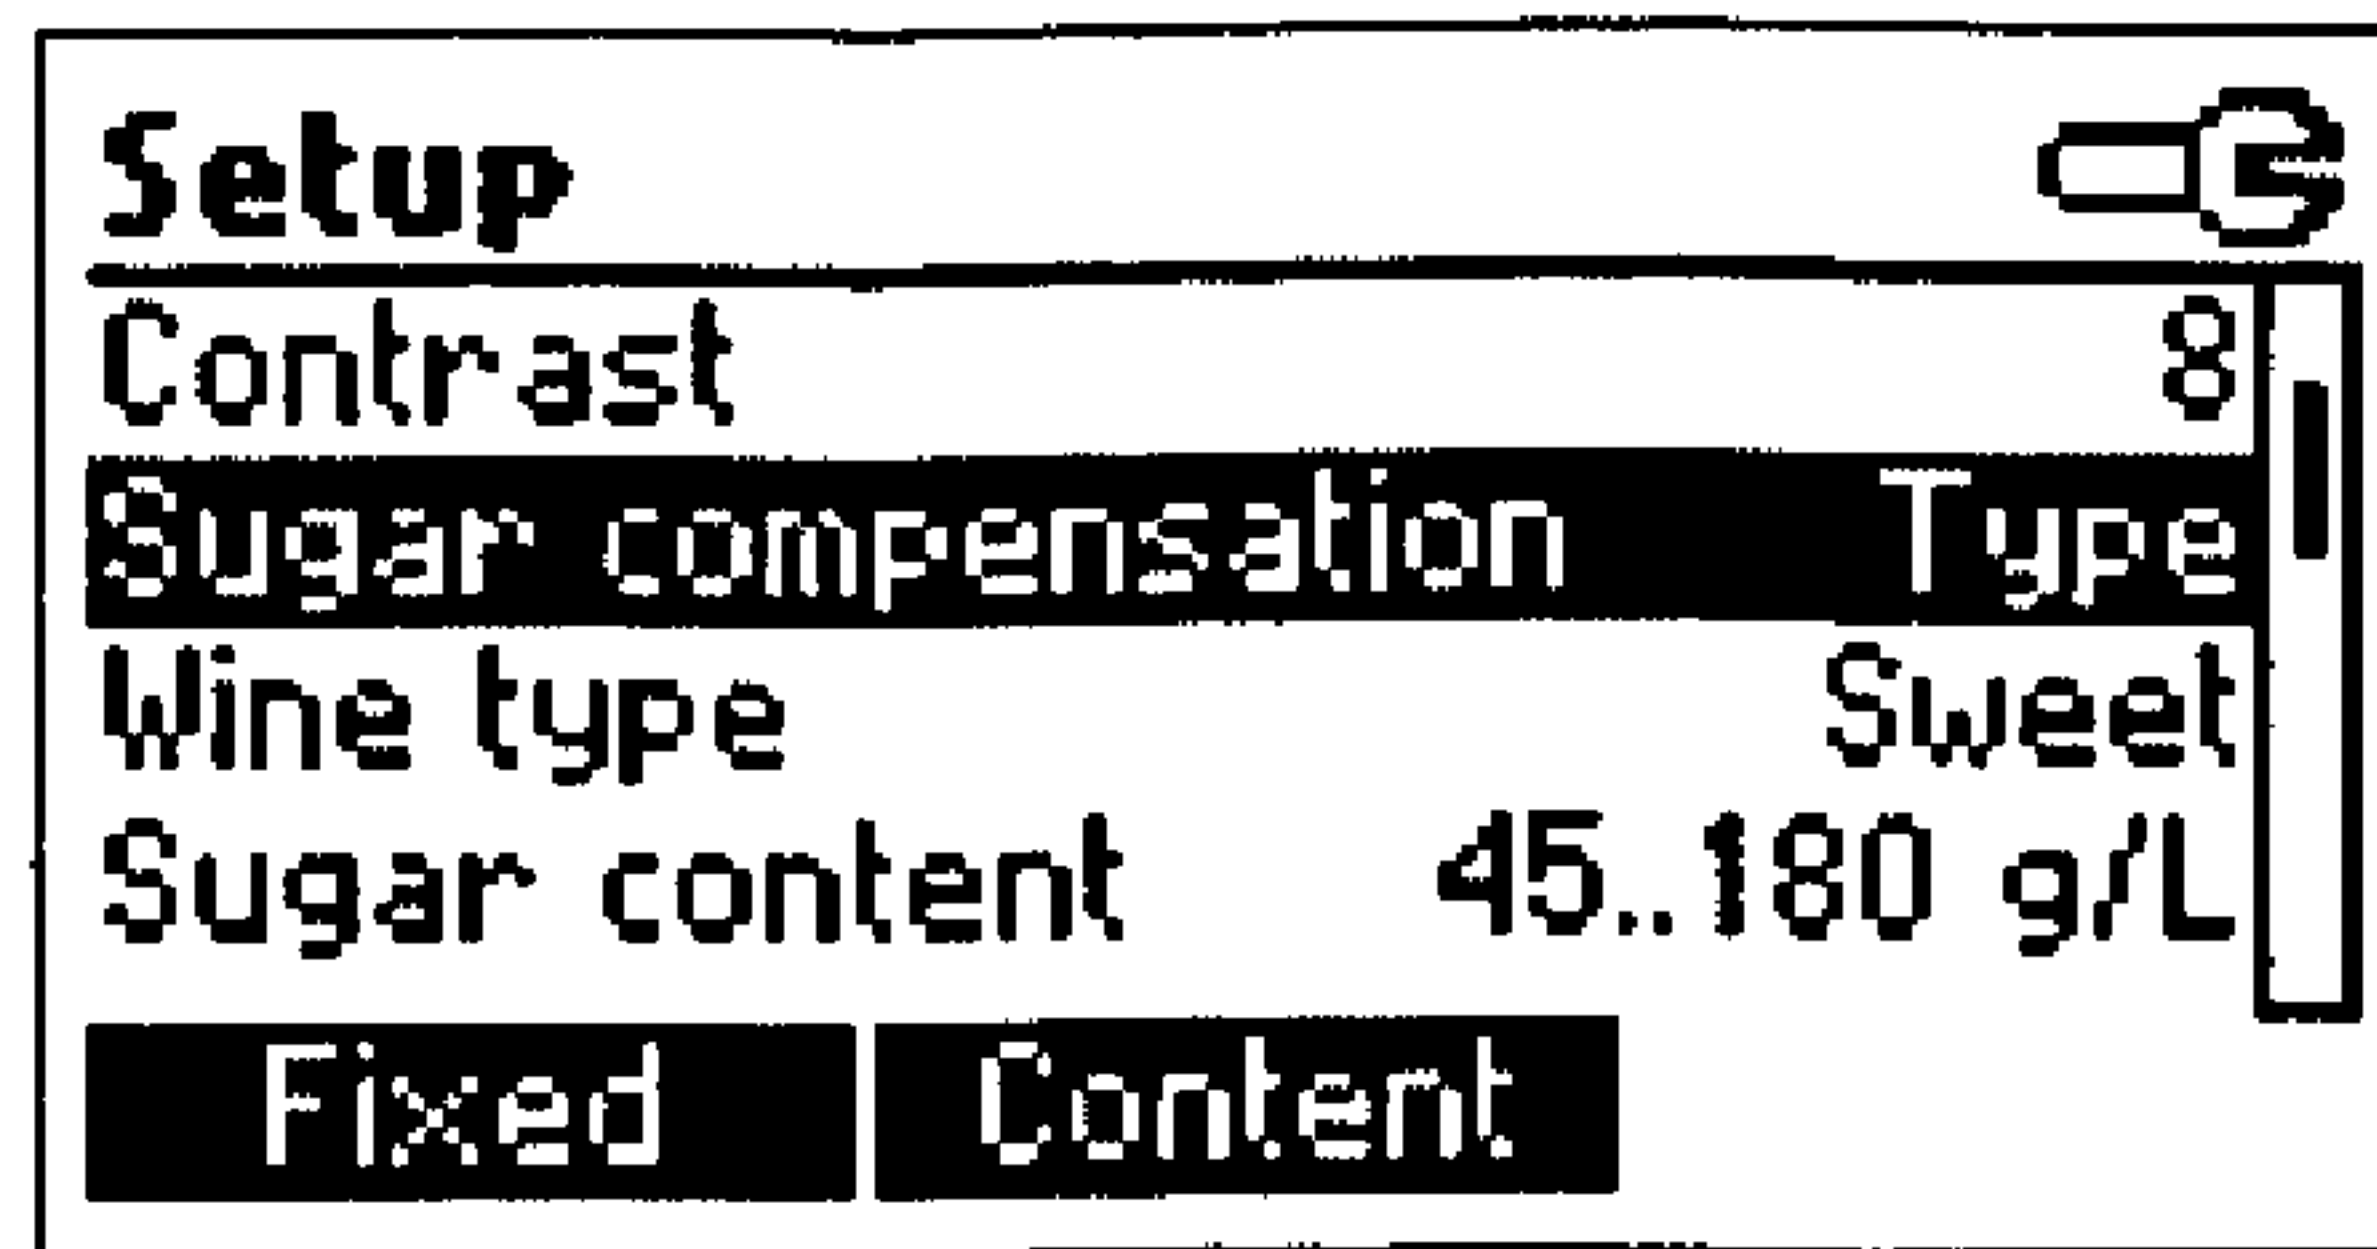 Setup
Contrast 8
Sugar compensation Type
Wine type Sweet
Sugar content 45..180 g/L
Fixed Content